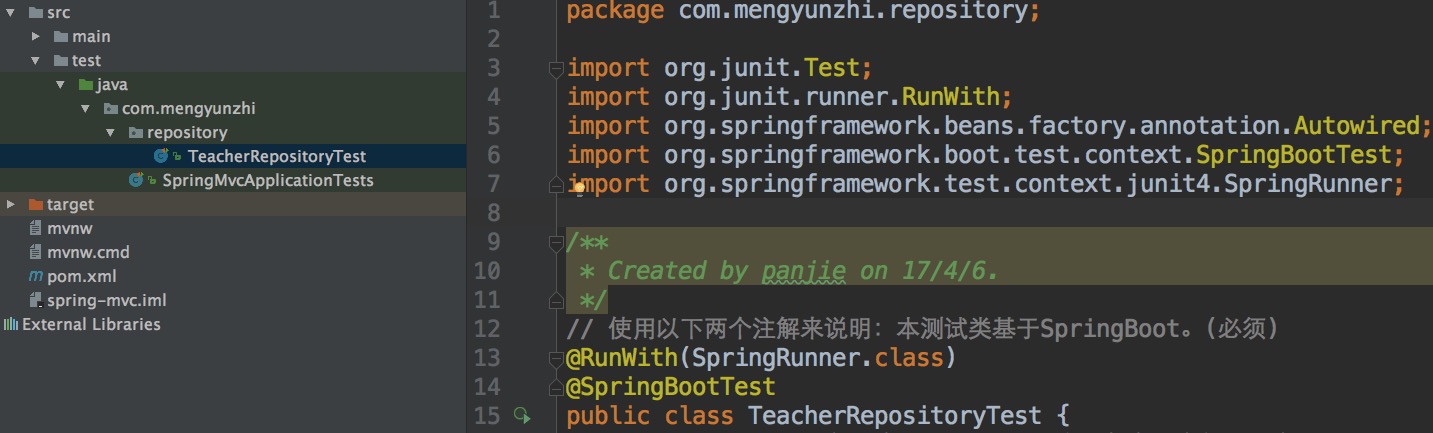 src
main
test
java
com.mengyunzhi
repository
TeacherRepositoryTest
SpringMvcApplicationTests
target
mvnw
mvnw.cmd
pom.xml
spring-mvc.iml
External Libraries
1 package com.mengyunzhi.repository;
2
3 import org.junit.Test;
4 import org.junit.runner.RunWith;
5 import org.springframework.beans.factory.annotation.Autowired;
6 import org.springframework.boot.test.context.SpringBootTest;
7 import org.springframework.test.context.junit4.SpringRunner;
8
9 /**
10 * Created by panjie on 17/4/6.
11 */
12 // 使用以下两个注解来说明：本测试类基于SpringBoot。(必须)
13 @RunWith(SpringRunner.class)
14 @SpringBootTest
15 public class TeacherRepositoryTest {